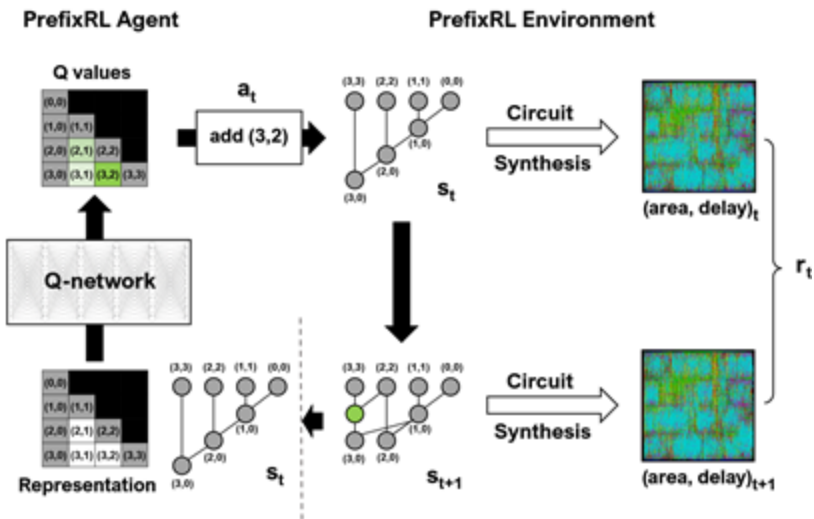 PrefixRL Agent
PrefixRL Environment
Q values
(0,0)
(1,0) (1,1)
(2,0) (2,1) (2,2)
(3,0) (3,1) (3,2) (3,3)
a_t
add (3,2)
(3,3) (2,2) (1,1) (0,0)
(1,0)
(2,0)
(3,0)
s_t
Circuit
Synthesis
(area, delay)_t
r_t
Q-network
(0,0)
(1,0) (1,1)
(2,0) (2,1) (2,2)
(3,0) (3,1) (3,2) (3,3)
Representation
(3,3) (2,2) (1,1) (0,0)
(1,0)
(2,0)
(3,0)
s_t
(3,3) (2,2) (1,1) (0,0)
(1,0)
(3,0) (2,0)
s_t+1
Circuit
Synthesis
(area, delay)_t+1